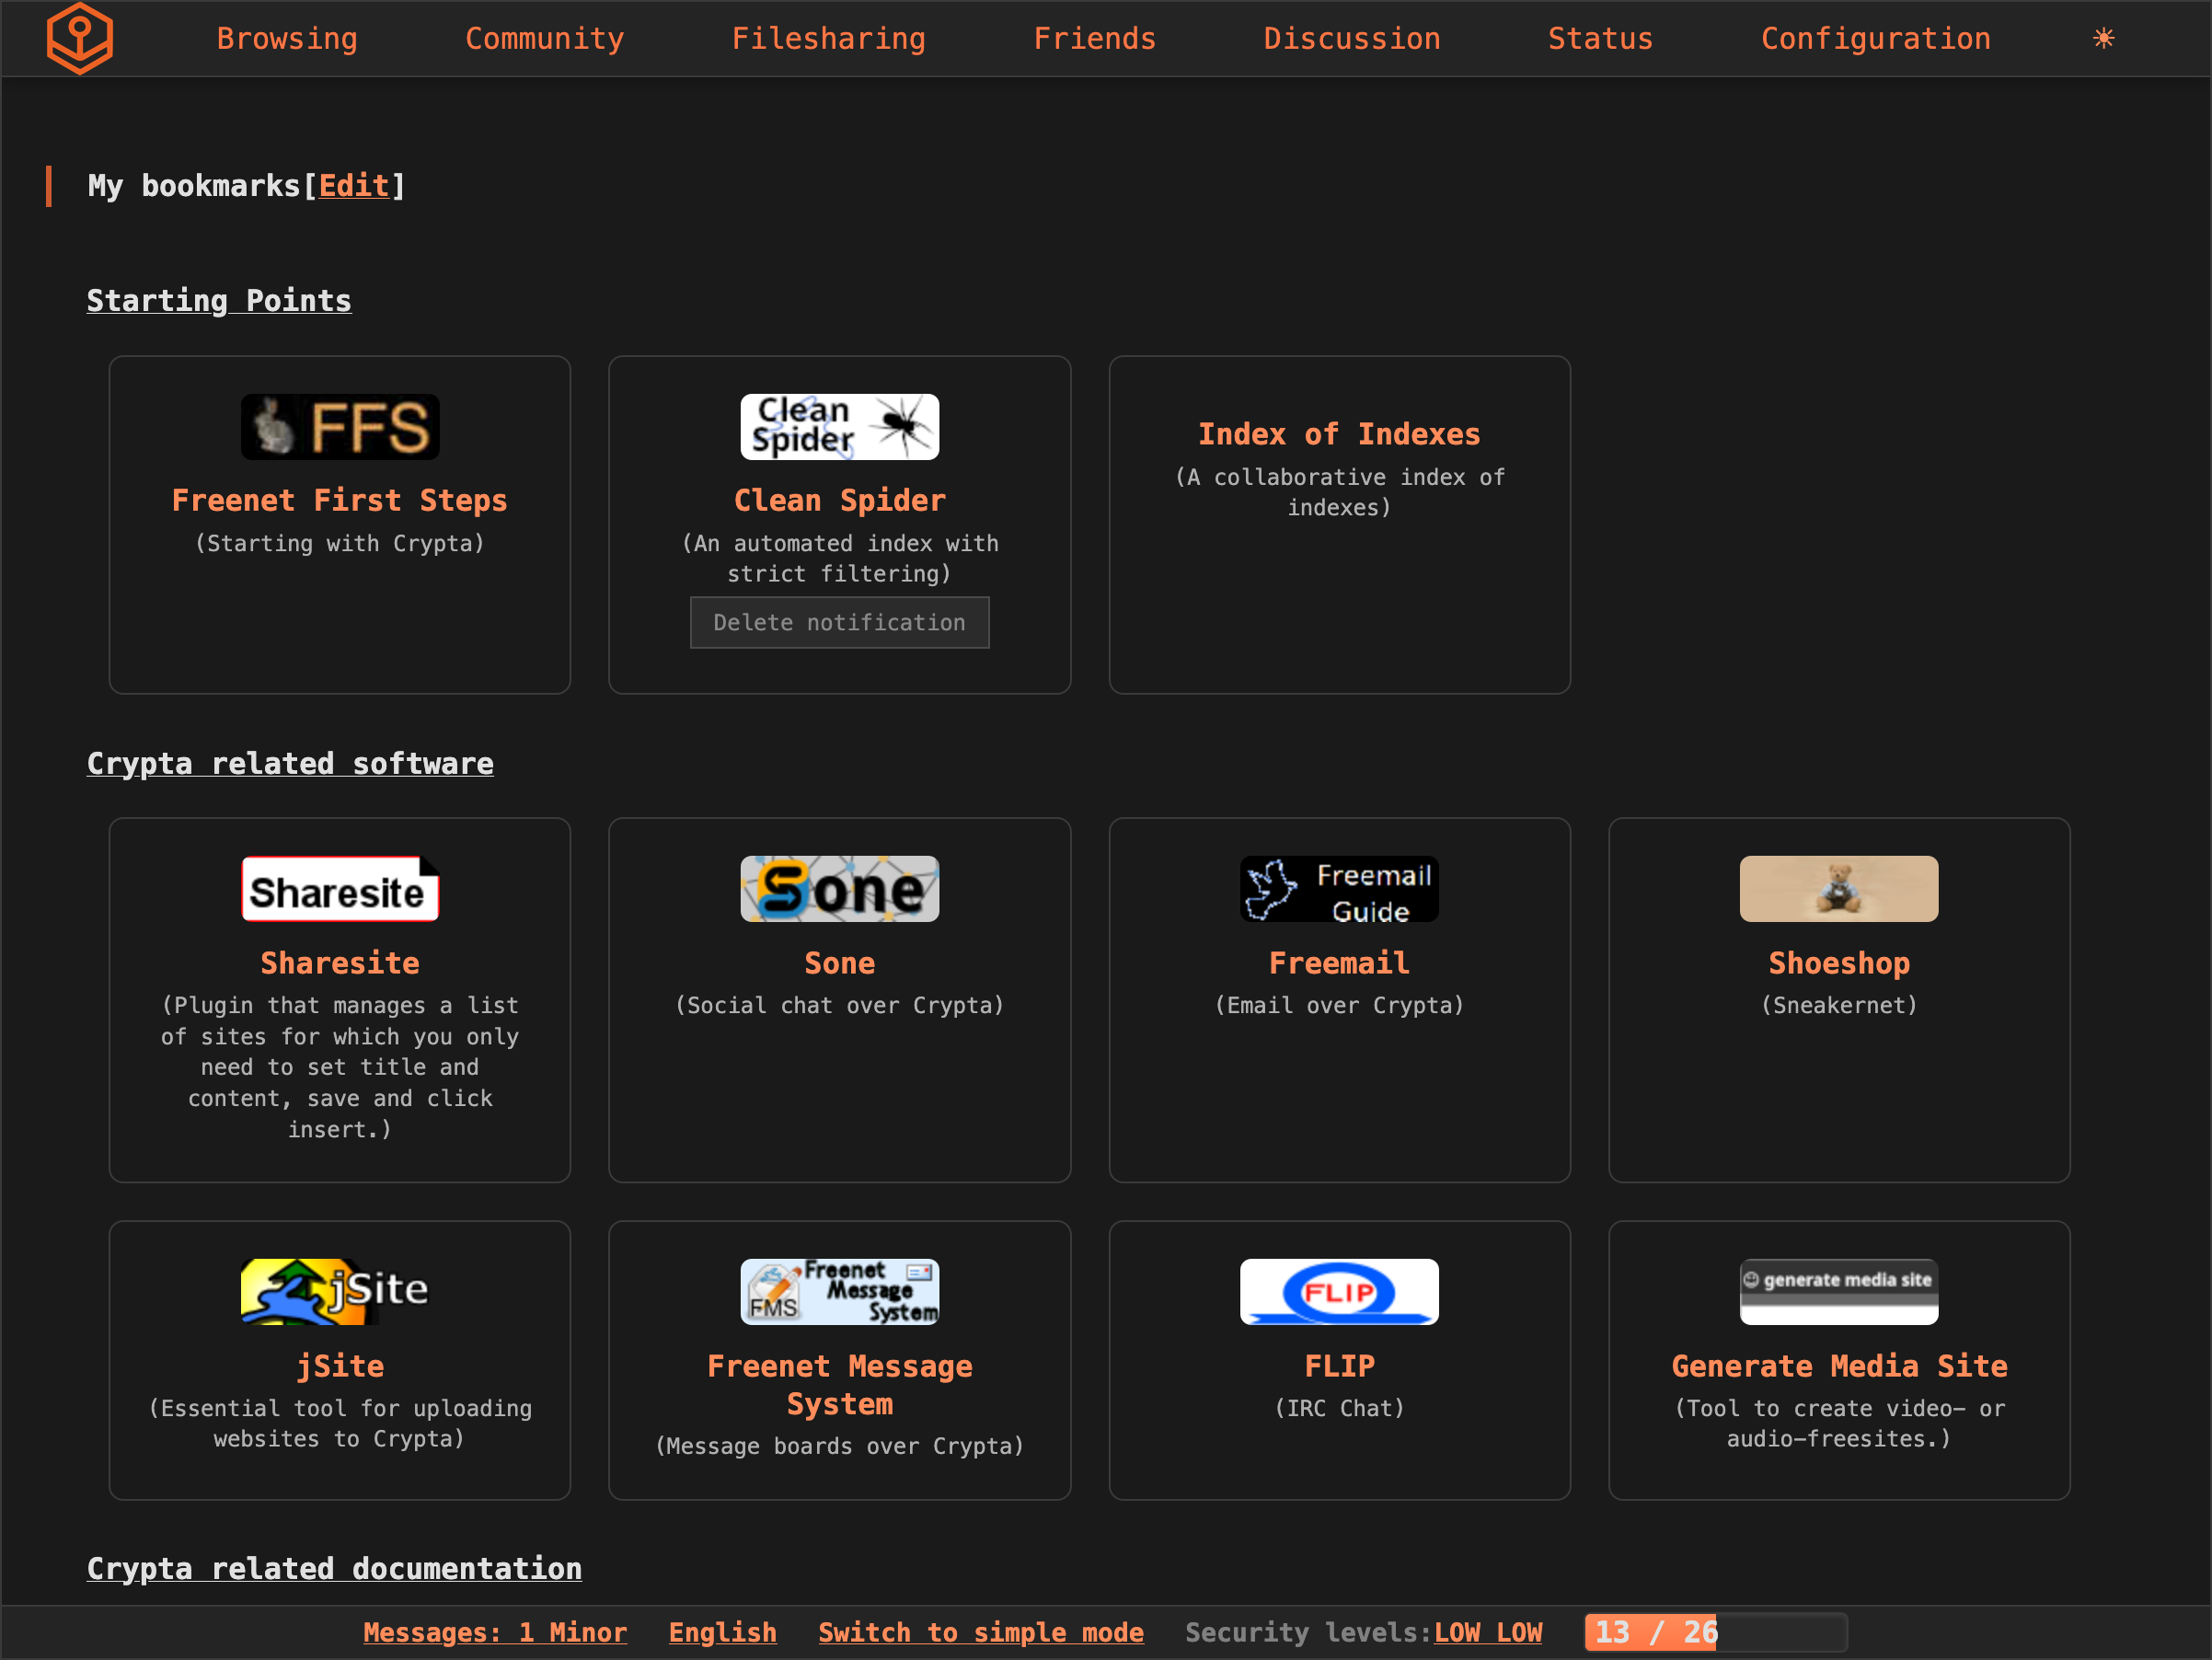 Browsing Community Filesharing Friends Discussion Status Configuration
My bookmarks[Edit]
Starting Points
FFS
Freenet First Steps
(Starting with Crypta)
Clean
Spider
Clean Spider
(An automated index with
strict filtering)
Delete notification
Index of Indexes
(A collaborative index of
indexes)
Crypta related software
Sharesite
Sharesite
(Plugin that manages a list
of sites for which you only
need to set title and
content, save and click
insert.)
Sone
Sone
(Social chat over Crypta)
Freemail
Guide
Freemail
(Email over Crypta)
Shoeshop
(Sneakernet)
jSite
jSite
(Essential tool for uploading
websites to Crypta)
FMS
Freenet
Message
System
Freenet Message
System
(Message boards over Crypta)
FLIP
FLIP
(IRC Chat)
generate media site
Generate Media Site
(Tool to create video- or
audio-freesites.)
Crypta related documentation
Messages: 1 Minor English Switch to simple mode Security levels:LOW LOW 13 / 26